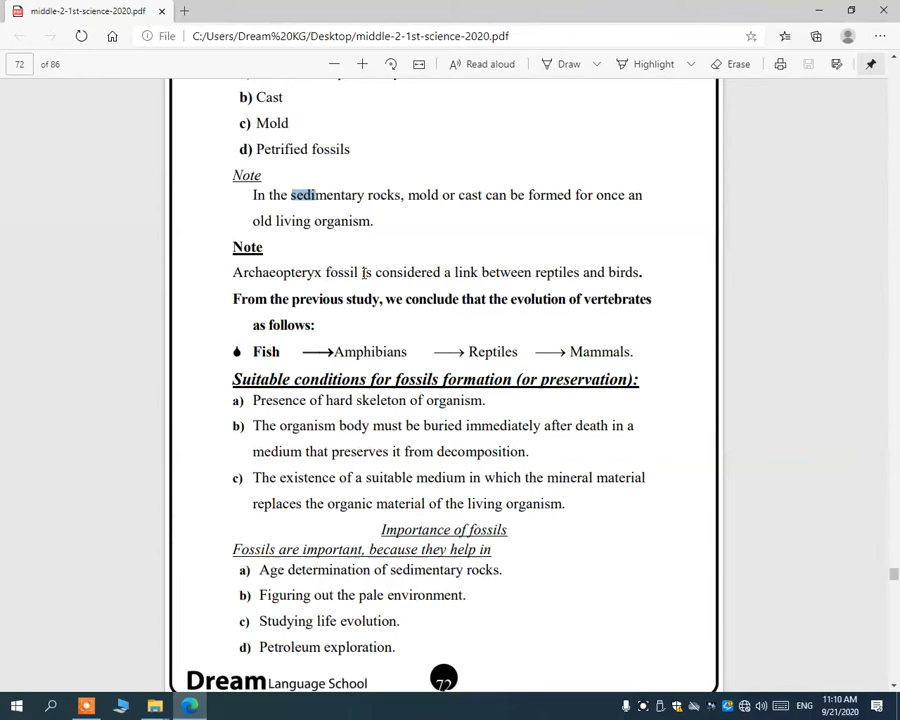 middle-2-1st-science-2020.pdf
File C:/Users/Dream%20KG/Desktop/middle-2-1st-science-2020.pdf
72 of 86 Read aloud Draw Highlight Erase
b) Cast
c) Mold
d) Petrified fossils
Note
In the sedimentary rocks, mold or cast can be formed for once an
old living organism.
Note
Archaeopteryx fossil is considered a link between reptiles and birds.
From the previous study, we conclude that the evolution of vertebrates
as follows:
Fish → Amphibians → Reptiles → Mammals.
Suitable conditions for fossils formation (or preservation):
a) Presence of hard skeleton of organism.
b) The organism body must be buried immediately after death in a
medium that preserves it from decomposition.
c) The existence of a suitable medium in which the mineral material
replaces the organic material of the living organism.
Importance of fossils
Fossils are important, because they help in
a) Age determination of sedimentary rocks.
b) Figuring out the pale environment.
c) Studying life evolution.
d) Petroleum exploration.
Dream Language School 72
ENG 11:10 AM
9/21/2020